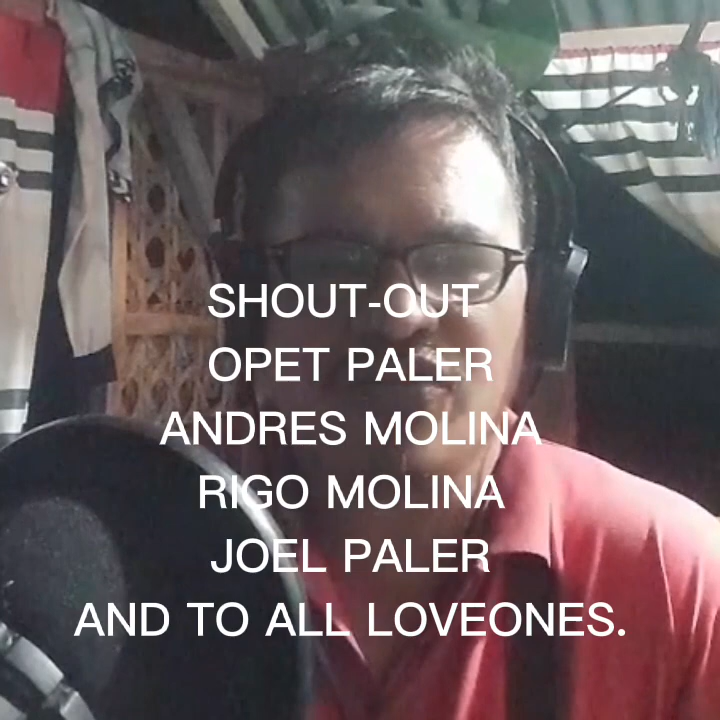 SHOUT-OUT
OPET PALER
ANDRES MOLINA
RIGO MOLINA
JOEL PALER
AND TO ALL LOVEONES.